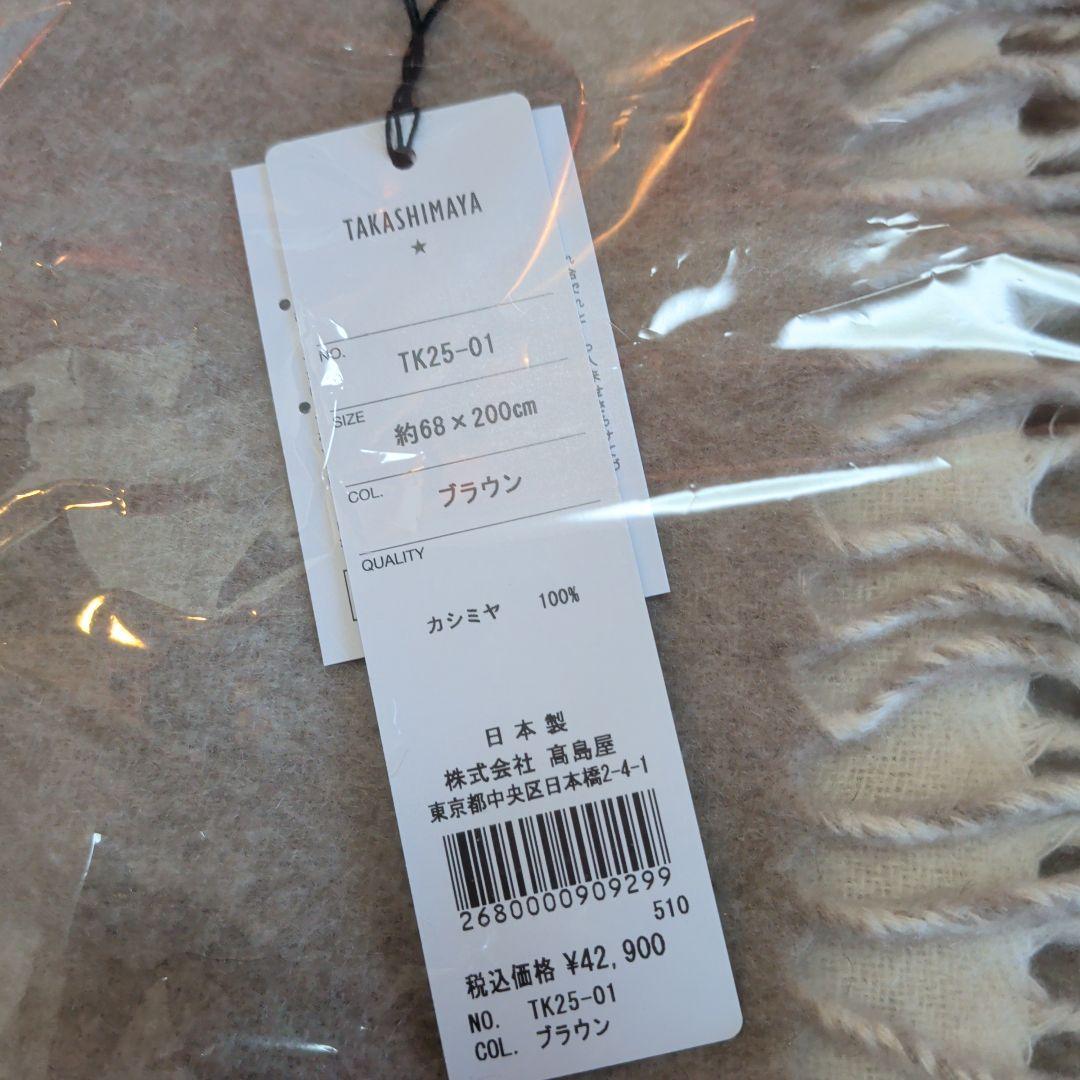 TAKASHIMAYA
NO. TK25-01
SIZE 約68×200cm
COL. ブラウン
QUALITY
カシミヤ 100%
日本製
株式会社 髙島屋
東京都中央区日本橋2-4-1
2680000909299
510
税込価格 ¥42,900
NO. TK25-01
COL. ブラウン